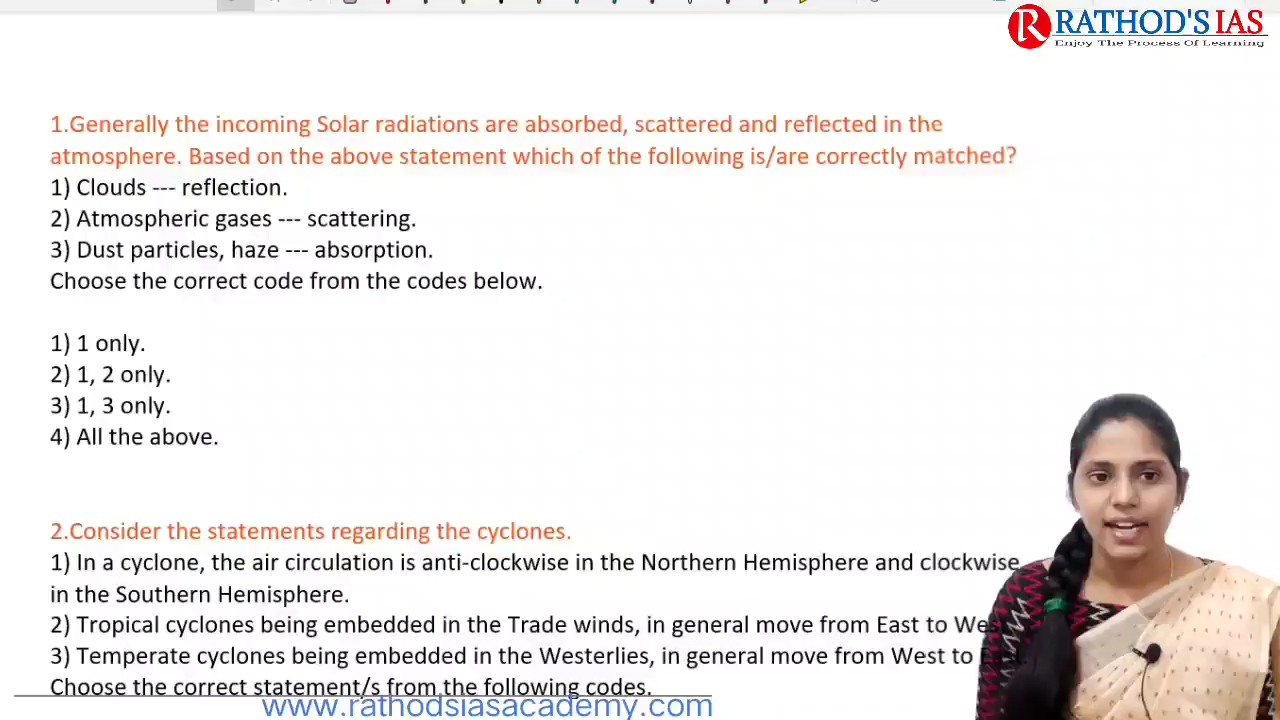 RATHOD'S IAS
Enjoy The Process Of Learning
1.Generally the incoming Solar radiations are absorbed, scattered and reflected in the
atmosphere. Based on the above statement which of the following is/are correctly matched?
1) Clouds --- reflection.
2) Atmospheric gases --- scattering.
3) Dust particles, haze --- absorption.
Choose the correct code from the codes below.
1) 1 only.
2) 1, 2 only.
3) 1, 3 only.
4) All the above.
2.Consider the statements regarding the cyclones.
1) In a cyclone, the air circulation is anti-clockwise in the Northern Hemisphere and clockwise
in the Southern Hemisphere.
2) Tropical cyclones being embedded in the Trade winds, in general move from East to
3) Temperate cyclones being embedded in the Westerlies, in general move from West to
Choose the correct statement/s from the following codes.
www.rathodsiasacademy.com